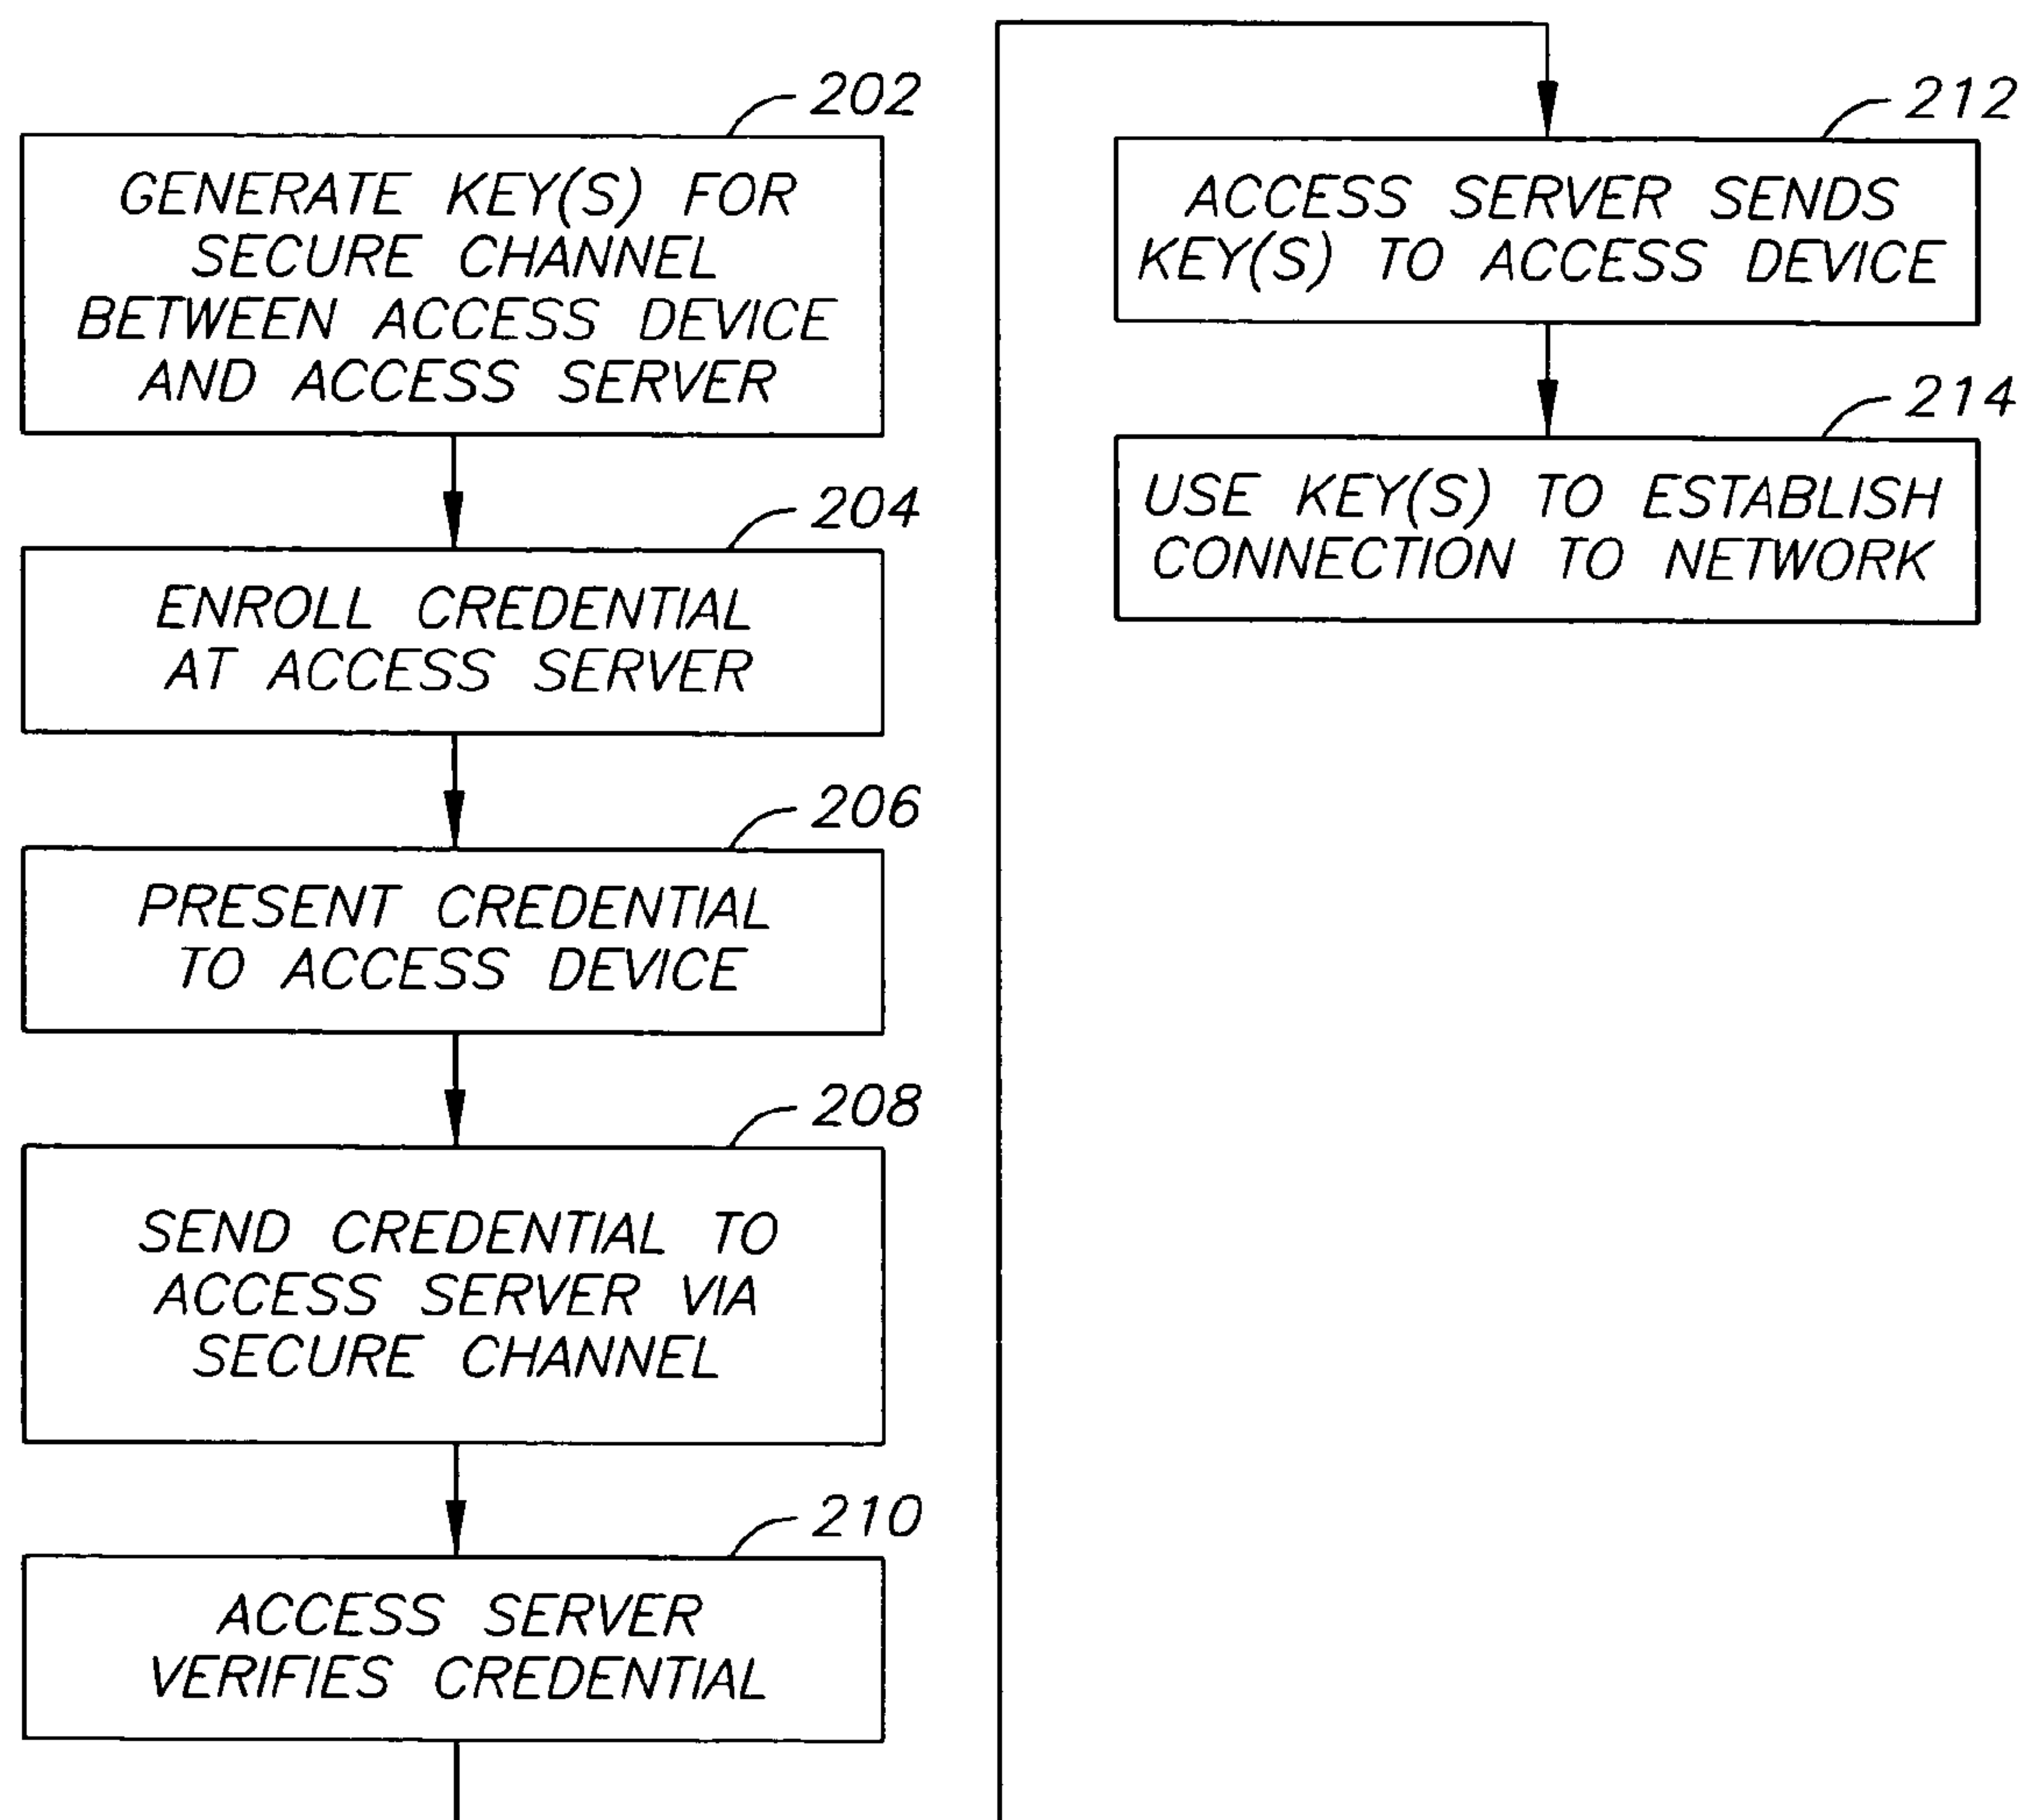 202
GENERATE KEY(S) FOR
SECURE CHANNEL
BETWEEN ACCESS DEVICE
AND ACCESS SERVER
204
ENROLL CREDENTIAL
AT ACCESS SERVER
206
PRESENT CREDENTIAL
TO ACCESS DEVICE
208
SEND CREDENTIAL TO
ACCESS SERVER VIA
SECURE CHANNEL
210
ACCESS SERVER
VERIFIES CREDENTIAL
212
ACCESS SERVER SENDS
KEY(S) TO ACCESS DEVICE
214
USE KEY(S) TO ESTABLISH
CONNECTION TO NETWORK